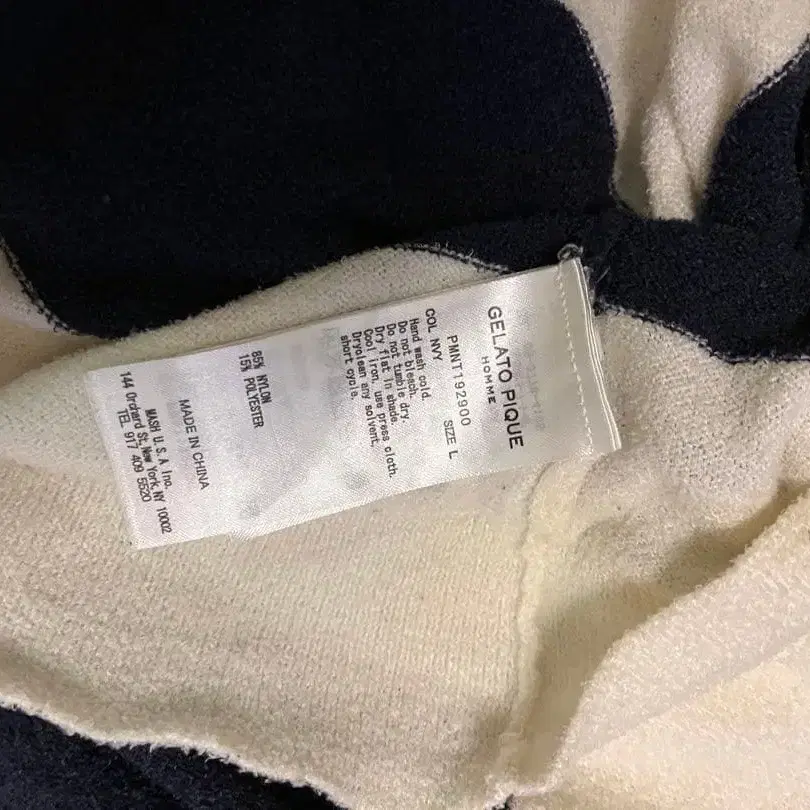 GELATO PIQUE
HOMME
PMNT192900
COL NVY SIZE L
Hand wash cold.
Do not bleach.
Do not tumble dry.
Dry flat in shade.
Cool iron, use press cloth.
Dryclean any solvent,
short cycle.
85% NYLON
15% POLYESTER
MADE IN CHINA
MASH U.S.A Inc.
144 Orchard St, New York, NY 10002
TEL 917 409 5520